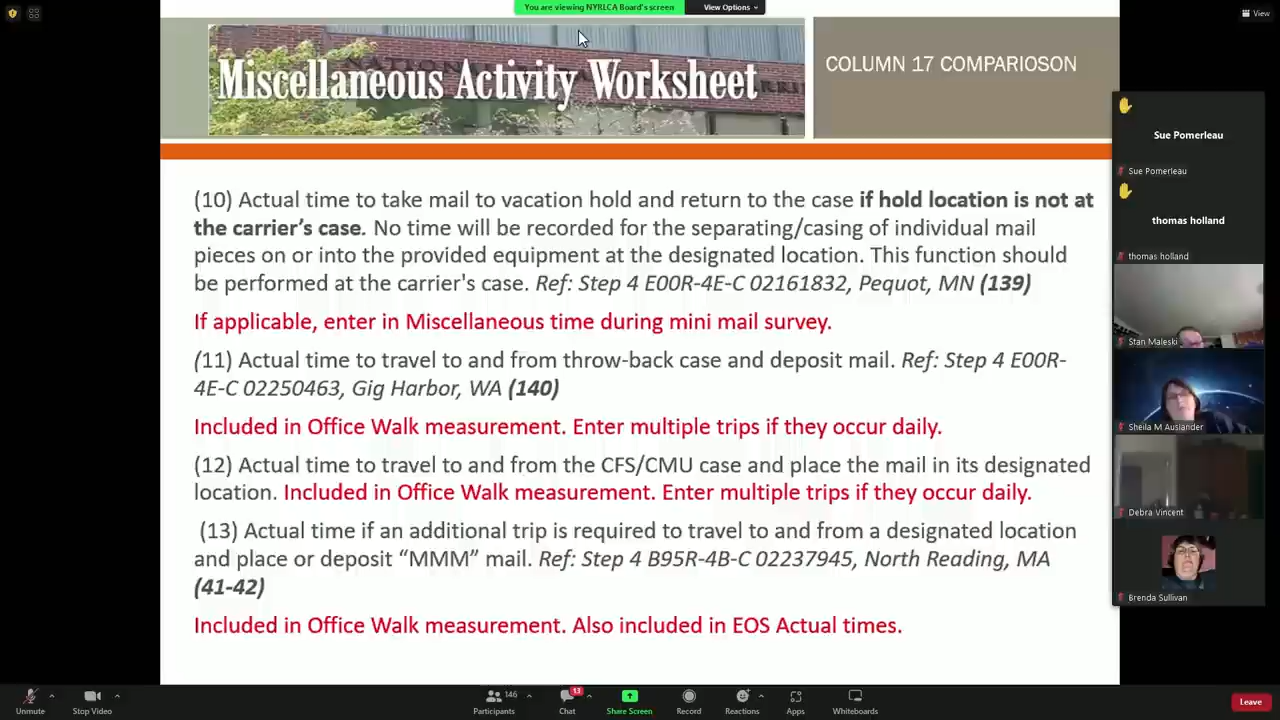 You are viewing NYRLCA Board's screen
View Options
View
Miscellaneous Activity Worksheet
COLUMN 17 COMPARIOSON
(10) Actual time to take mail to vacation hold and return to the case if hold location is not at
the carrier's case. No time will be recorded for the separating/casing of individual mail
pieces on or into the provided equipment at the designated location. This function should
be performed at the carrier's case. Ref: Step 4 E00R-4E-C 02161832, Pequot, MN (139)
If applicable, enter in Miscellaneous time during mini mail survey.
(11) Actual time to travel to and from throw-back case and deposit mail. Ref: Step 4 E00R-
4E-C 02250463, Gig Harbor, WA (140)
Included in Office Walk measurement. Enter multiple trips if they occur daily.
(12) Actual time to travel to and from the CFS/CMU case and place the mail in its designated
location. Included in Office Walk measurement. Enter multiple trips if they occur daily.
(13) Actual time if an additional trip is required to travel to and from a designated location
and place or deposit “MMM” mail. Ref: Step 4 B95R-4B-C 02237945, North Reading, MA
(41-42)
Included in Office Walk measurement. Also included in EOS Actual times.
Sue Pomerleau
Sue Pomerleau
thomas holland
thomas holland
Stan Maleski
Sheila M Auslander
Debra Vincent
Brenda Sullivan
Unmute
Stop Video
146
Participants
13
Chat
Share Screen
Record
Reactions
Apps
Whiteboards
Leave